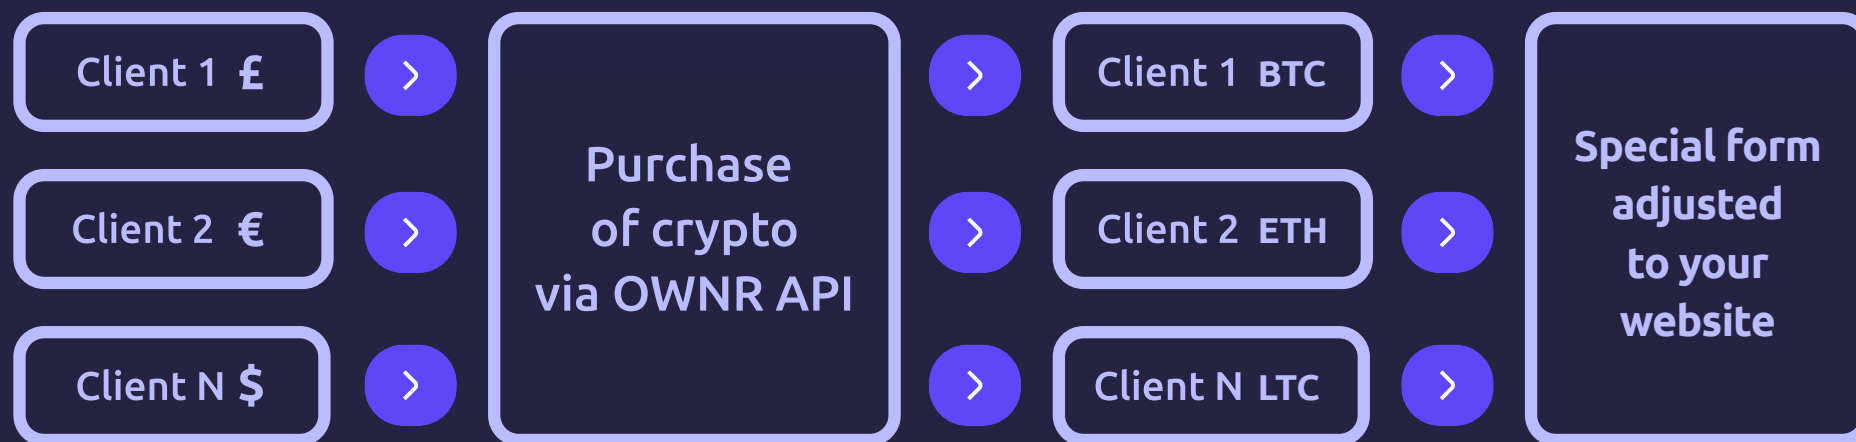 Client 1 £
Client 2 €
Client N $
Purchase
of crypto
via OWNR API
Client 1 BTC
Client 2 ETH
Client N LTC
Special form
adjusted
to your
website